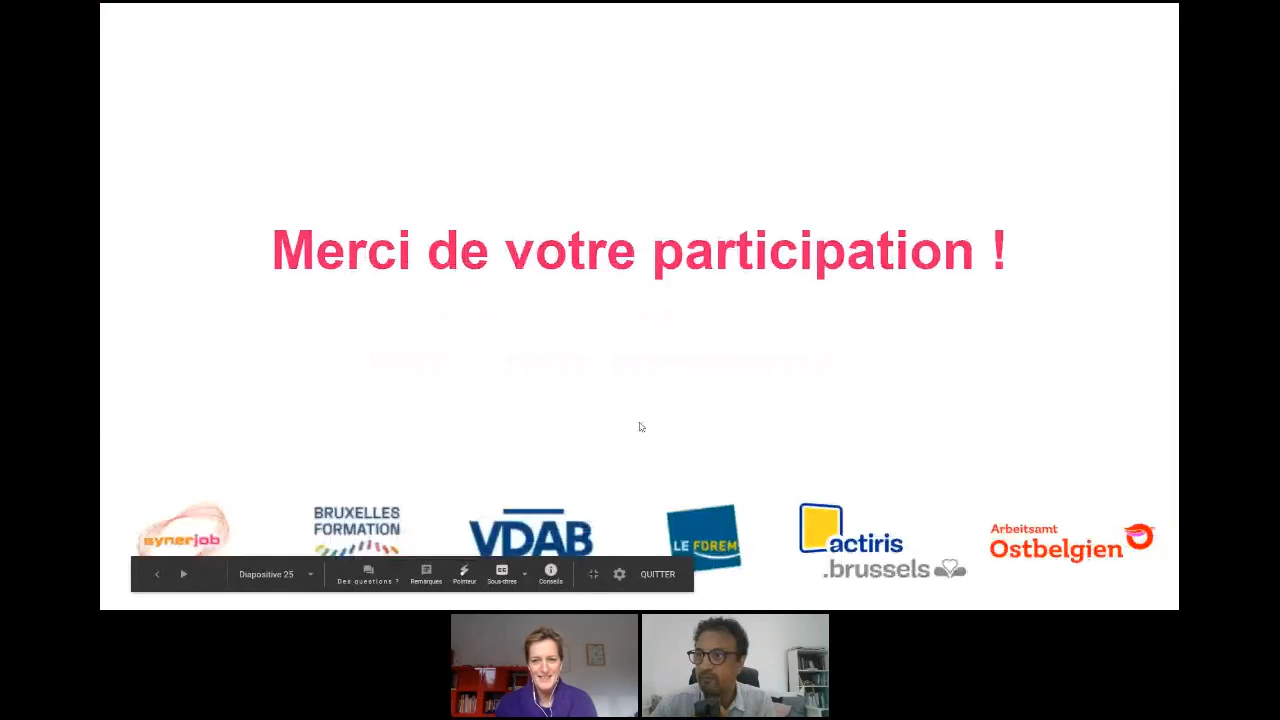 Merci de votre participation !
synerjob
BRUXELLES
FORMATION
VDAB
LE FOREM
actiris
.brussels
Arbeitsamt
Ostbelgien
Diapositive 25
Des questions ?
Remarques
Pointeur
Sous-titres
Conseils
QUITTER